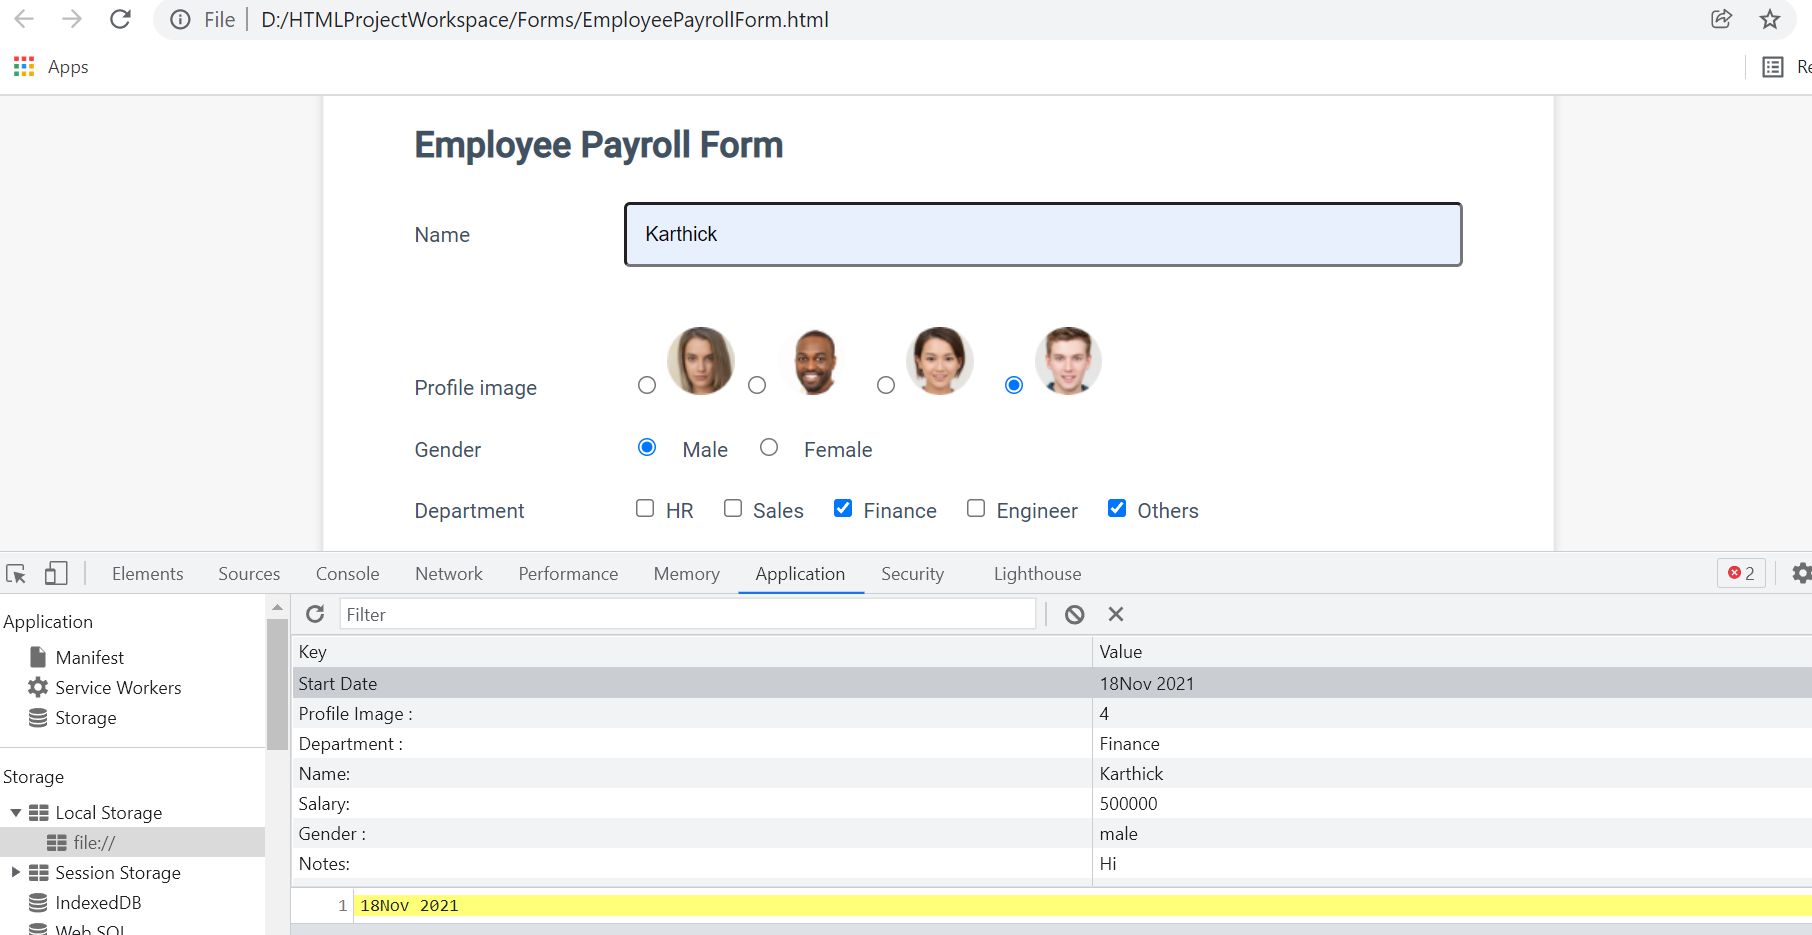 File D:/HTMLProjectWorkspace/Forms/EmployeePayrollForm.html
Apps Re
Employee Payroll Form
Name Karthick
Profile image
Gender Male Female
Department HR Sales Finance Engineer Others
Elements Sources Console Network Performance Memory Application Security Lighthouse 2
Application
Manifest
Service Workers
Storage
Storage
Local Storage
file://
Session Storage
IndexedDB
Web SQL
Filter
Key Value
Start Date 18Nov 2021
Profile Image : 4
Department : Finance
Name: Karthick
Salary: 500000
Gender : male
Notes: Hi
1 18Nov 2021